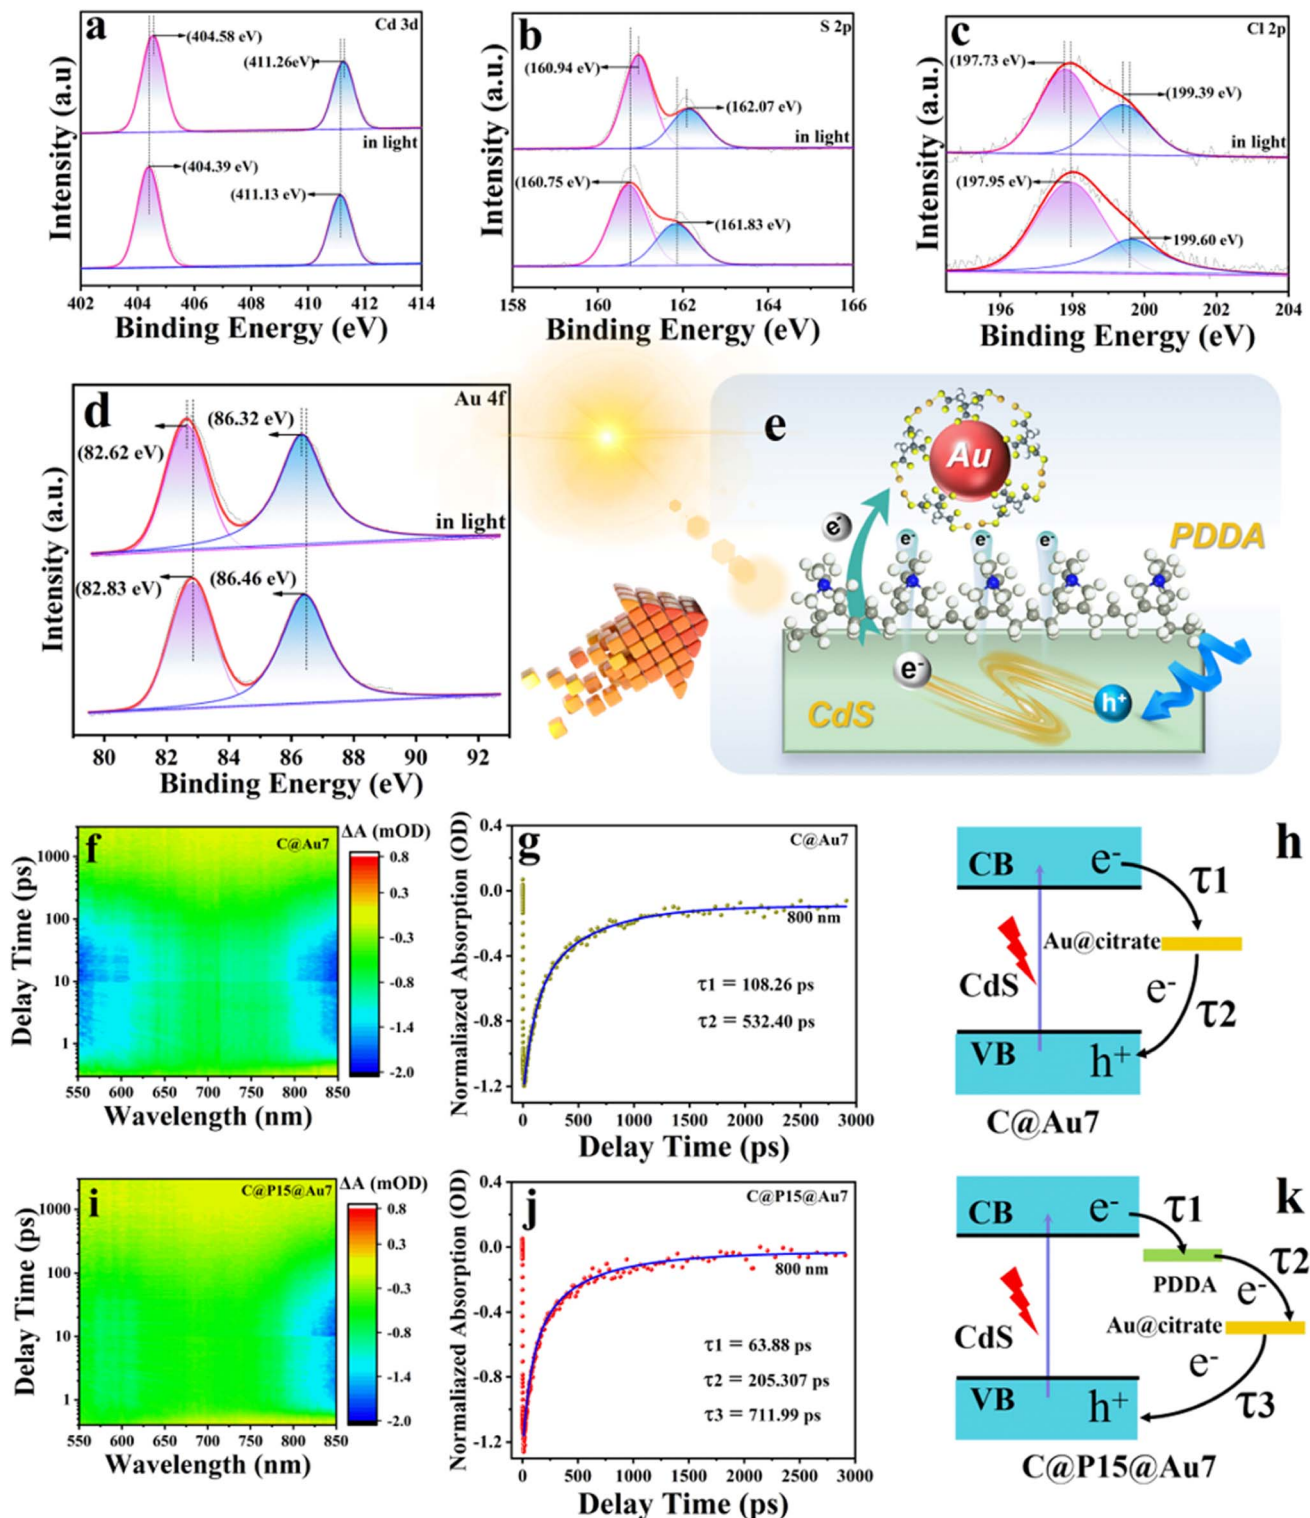 a
Cd 3d
(404.58 eV)
(411.26eV)
in light
(404.39 eV)
(411.13 eV)
Intensity (a.u)
402 404 406 408 410 412 414
Binding Energy (eV)
b
S 2p
(160.94 eV)
(162.07 eV)
in light
(160.75 eV)
(161.83 eV)
Intensity (a.u)
158 160 162 164 166
Binding Energy (eV)
c
Cl 2p
(197.73 eV)
(199.39 eV)
in light
(197.95 eV)
199.60 eV)
Intensity (a.u.)
196 198 200 202 204
Binding Energy (eV)
d
Au 4f
(86.32 eV)
(82.62 eV)
in light
(82.83 eV)
(86.46 eV)
Intensity (a.u.)
80 82 84 86 88 90 92
Binding Energy (eV)
e
Au
e-
e- e- e-
PDDA
e-
h+
CdS
f
C@Au7
ΔA (mOD)
0.8
0.3
-0.3
-0.8
-1.4
-2.0
Delay Time (ps)
1000
100
10
1
550 600 650 700 750 800 850
Wavelength (nm)
g
C@Au7
800 nm
τ1 = 108.26 ps
τ2 = 532.40 ps
Normaliazed Absorption (OD)
0.4
0.0
-0.4
-0.8
-1.2
0 500 1000 1500 2000 2500 3000
Delay Time (ps)
h
CB e-
τ1
Au@citrate
CdS
e-
τ2
VB h+
C@Au7
i
C@P15@Au7
ΔA (mOD)
0.8
0.3
-0.3
-0.8
-1.4
-2.0
Delay Time (ps)
1000
100
10
1
550 600 650 700 750 800 850
Wavelength (nm)
j
C@P15@Au7
800 nm
τ1 = 63.88 ps
τ2 = 205.307 ps
τ3 = 711.99 ps
Normaliazed Absorption (OD)
0.4
0.0
-0.4
-0.8
-1.2
0 500 1000 1500 2000 2500 3000
Delay Time (ps)
k
CB e-
τ1
τ2
PDDA
e-
Au@citrate
CdS
e-
τ3
VB h+
C@P15@Au7